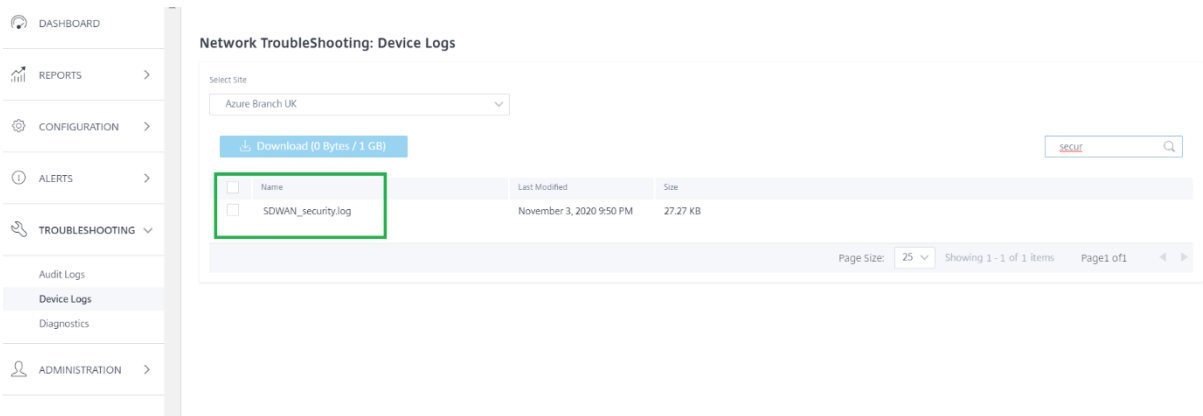 DASHBOARD
REPORTS
CONFIGURATION
ALERTS
TROUBLESHOOTING
Audit Logs
Device Logs
Diagnostics
ADMINISTRATION
Network TroubleShooting: Device Logs
Select Site
Azure Branch UK
Download (0 Bytes / 1 GB)
secur
Name Last Modified Size
SDWAN_security.log November 3, 2020 9:50 PM 27.27 KB
Page Size: 25 Showing 1 - 1 of 1 items Page1 of1